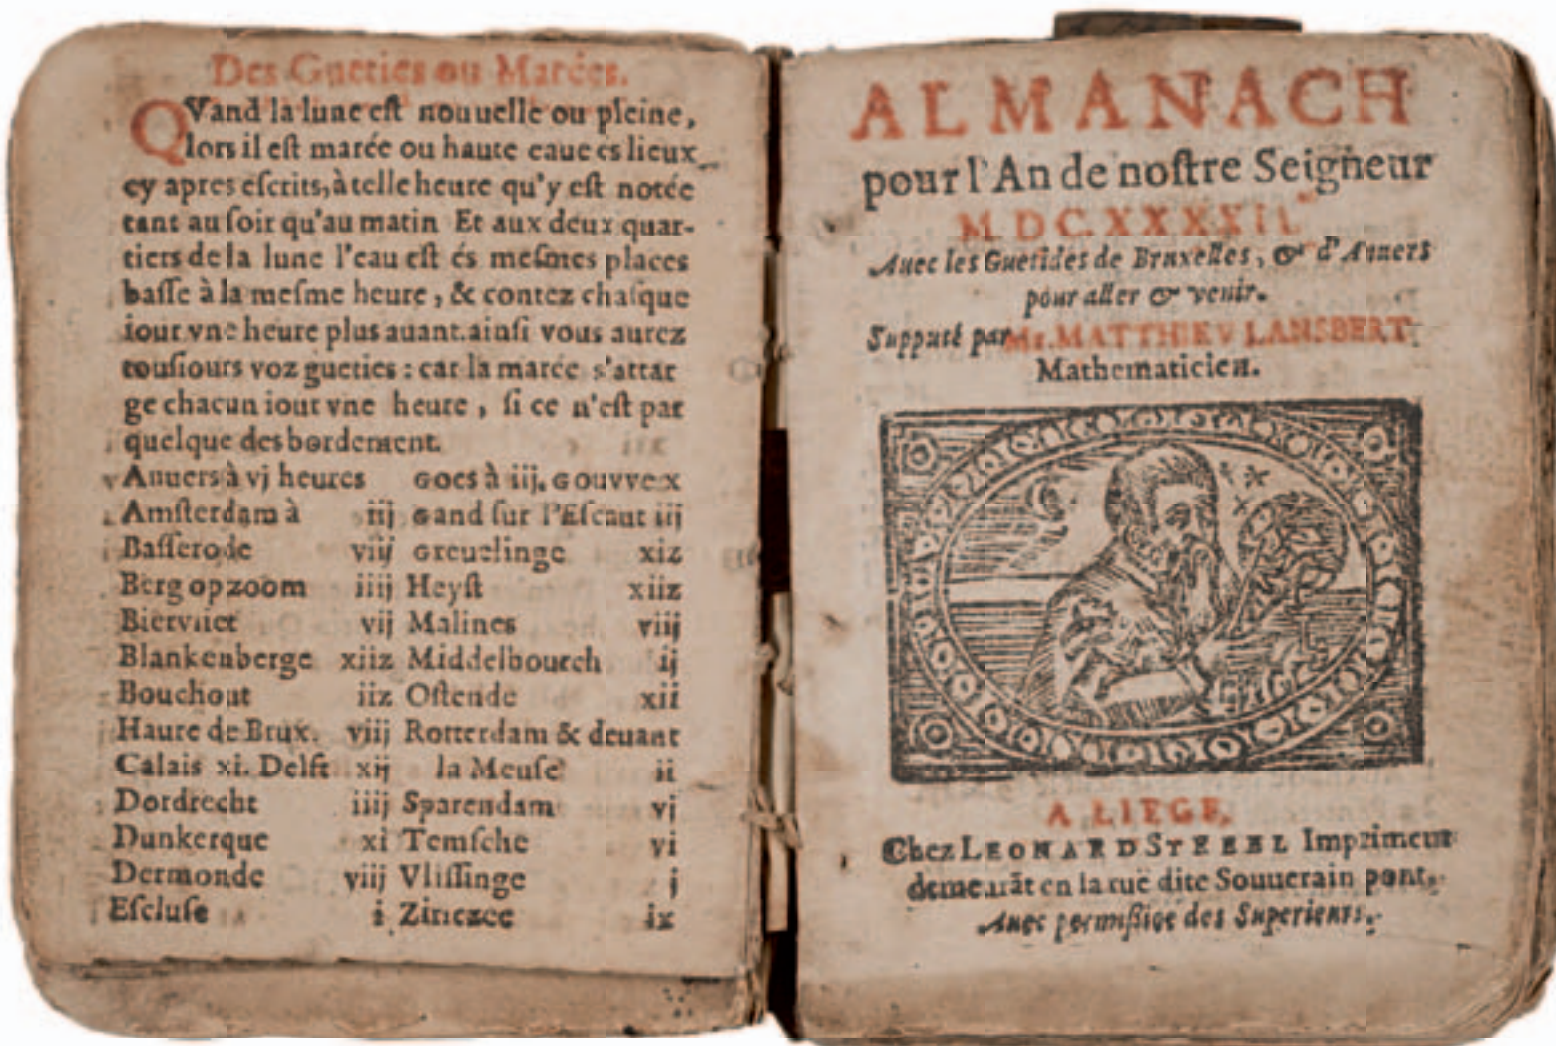 Des Gueties ou Marées.
QVand la lune eſt nouuelle ou pleine,
lors il eſt marée ou haute eaue es lieux
cy apres eſcrits, à telle heure qu'y eſt notée
tant au ſoir qu'au matin Et aux deux quar-
tiers de la lune l'eau eſt és meſmes places
baſſe à la meſme heure, & contez chaſque
iour vne heure plus auant. ainſi vous aurez
touſiours voz gueties : car la marée s'attar
ge chacun iour vne heure, ſi ce n'eſt par
quelque desbordement.
Anuers à vj heures Goes à iij. Gouvve x
Amſterdam à iij Gand ſur l'Eſcaut iij
Baſſerode viij Greuelinge xiz
Berg opzoom iiij Heyſt xiiz
Biervliet vij Malines viij
Blankenberge xiiz Middelbourch ij
Bouchout iiz Oſtende xii
Haure de Brux. viij Rotterdam & deuant
Calais xi. Delft xij la Meuſe ii
Dordrecht iiij Sparendam vj
Dunkerque xi Temſche vi
Dermonde viij Vliſſinge j
Eſcluſe i Ziriczee ix
ALMANACH
pour l'An de noſtre Seigneur
M.DC.XXXXII.
Auec les Guetides de Bruxelles, & d'Anuers
pour aller & venir.
Supputé par Mr. MATTHIEV LANSBERT
Mathematicien.
A LIEGE,
Chez LEONARD STREEL Imprimeur
demeurāt en la ruë dite Souuerain pont,
Auec permiſſion des Superieurs.